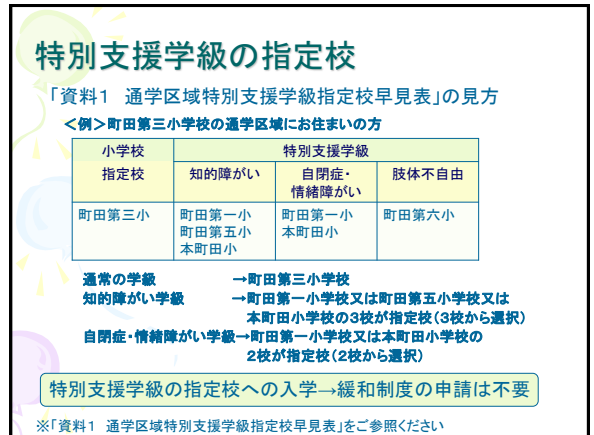 特別支援学級の指定校
「資料1　通学区域特別支援学級指定校早見表」の見方
＜例＞町田第三小学校の通学区域にお住まいの方
小学校　特別支援学級
指定校　知的障がい　自閉症・情緒障がい　肢体不自由
町田第三小　町田第一小　町田第一小　町田第六小
町田第五小　本町田小
本町田小
通常の学級　→町田第三小学校
知的障がい学級　→町田第一小学校又は町田第五小学校又は
本町田小学校の3校が指定校（3校から選択）
自閉症・情緒障がい学級→町田第一小学校又は本町田小学校の
2校が指定校（2校から選択）
特別支援学級の指定校への入学→緩和制度の申請は不要
※「資料1　通学区域特別支援学級指定校早見表」をご参照ください